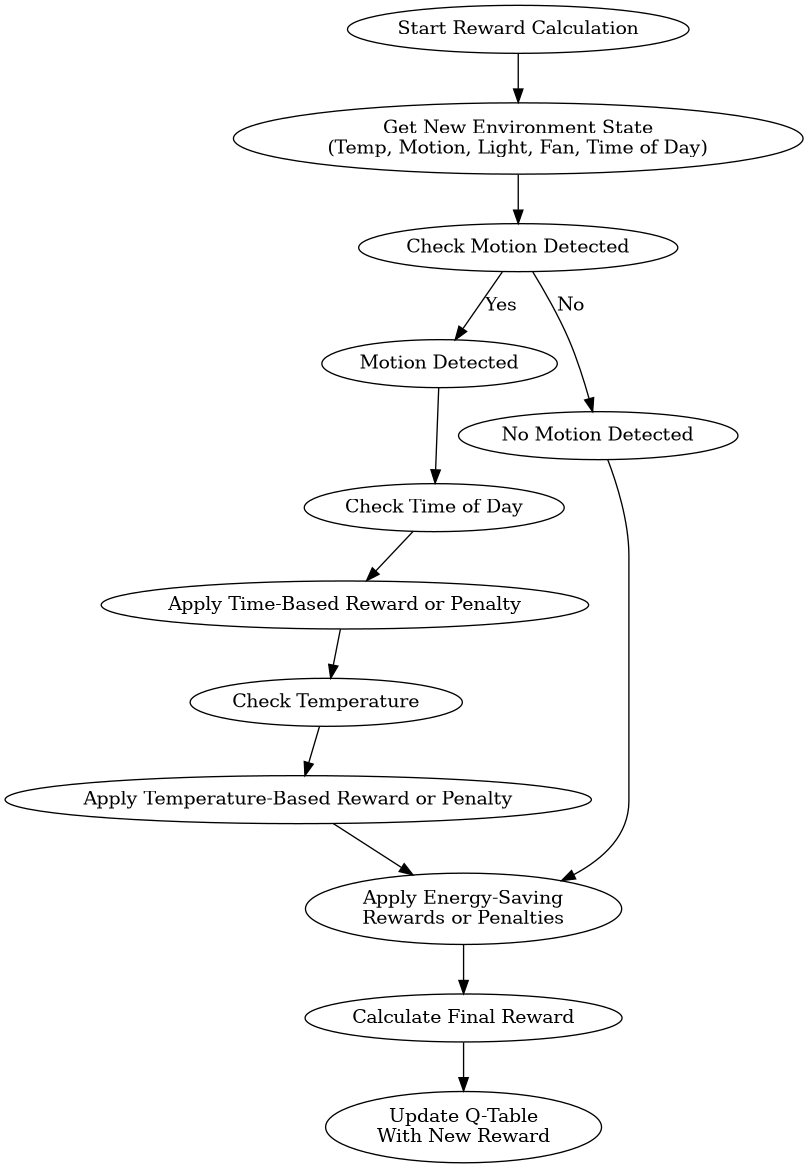 Start Reward Calculation
Get New Environment State
(Temp, Motion, Light, Fan, Time of Day)
Check Motion Detected
Yes
No
Motion Detected
No Motion Detected
Check Time of Day
Apply Time-Based Reward or Penalty
Check Temperature
Apply Temperature-Based Reward or Penalty
Apply Energy-Saving
Rewards or Penalties
Calculate Final Reward
Update Q-Table
With New Reward